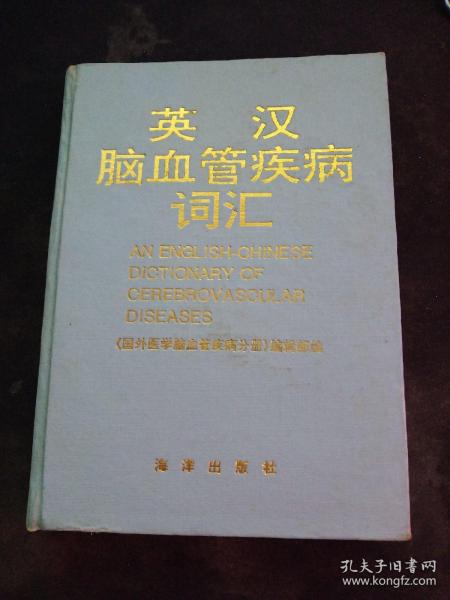 英 汉
脑血管疾病
词汇
AN ENGLISH-CHINESE
DICTIONARY OF
CEREBROVASCULAR
DISEASES
《国外医学脑血管疾病分册》编辑部编
海洋出版社
孔夫子旧书网
www.kongfz.com